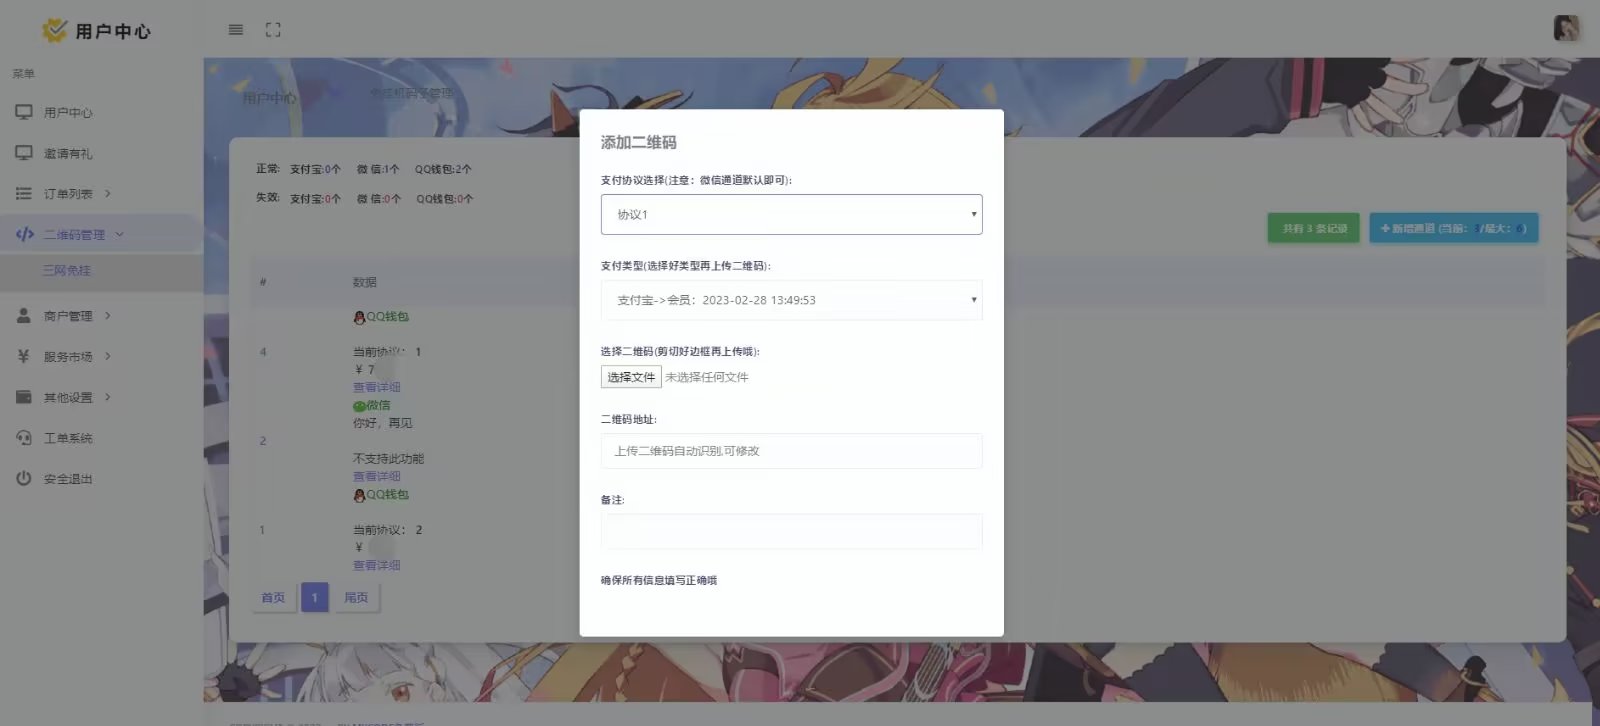 用户中心
菜单
用户中心
邀请有礼
订单列表
二维码管理
三网免挂
商户管理
服务市场
其他设置
工单系统
安全退出
用户中心
正常: 支付宝:0个 微信:1个 QQ钱包:2个
失效: 支付宝:0个 微信:0个 QQ钱包:0个
共有 3 条记录
+新增通道 (当前: 3/最大: 6)
# 数据
QQ钱包
4
当前协议: 1
¥ 7
查看详细
微信
你好，再见
2
不支持此功能
查看详细
QQ钱包
1
当前协议: 2
¥
查看详细
首页 1 尾页
添加二维码
支付协议选择(注意：微信通道默认即可):
协议1
支付类型(选择好类型再上传二维码):
支付宝->会员：2023-02-28 13:49:53
选择二维码(剪切好边框再上传哦):
选择文件 未选择任何文件
二维码地址:
上传二维码自动识别,可修改
备注:
确保所有信息填写正确哦